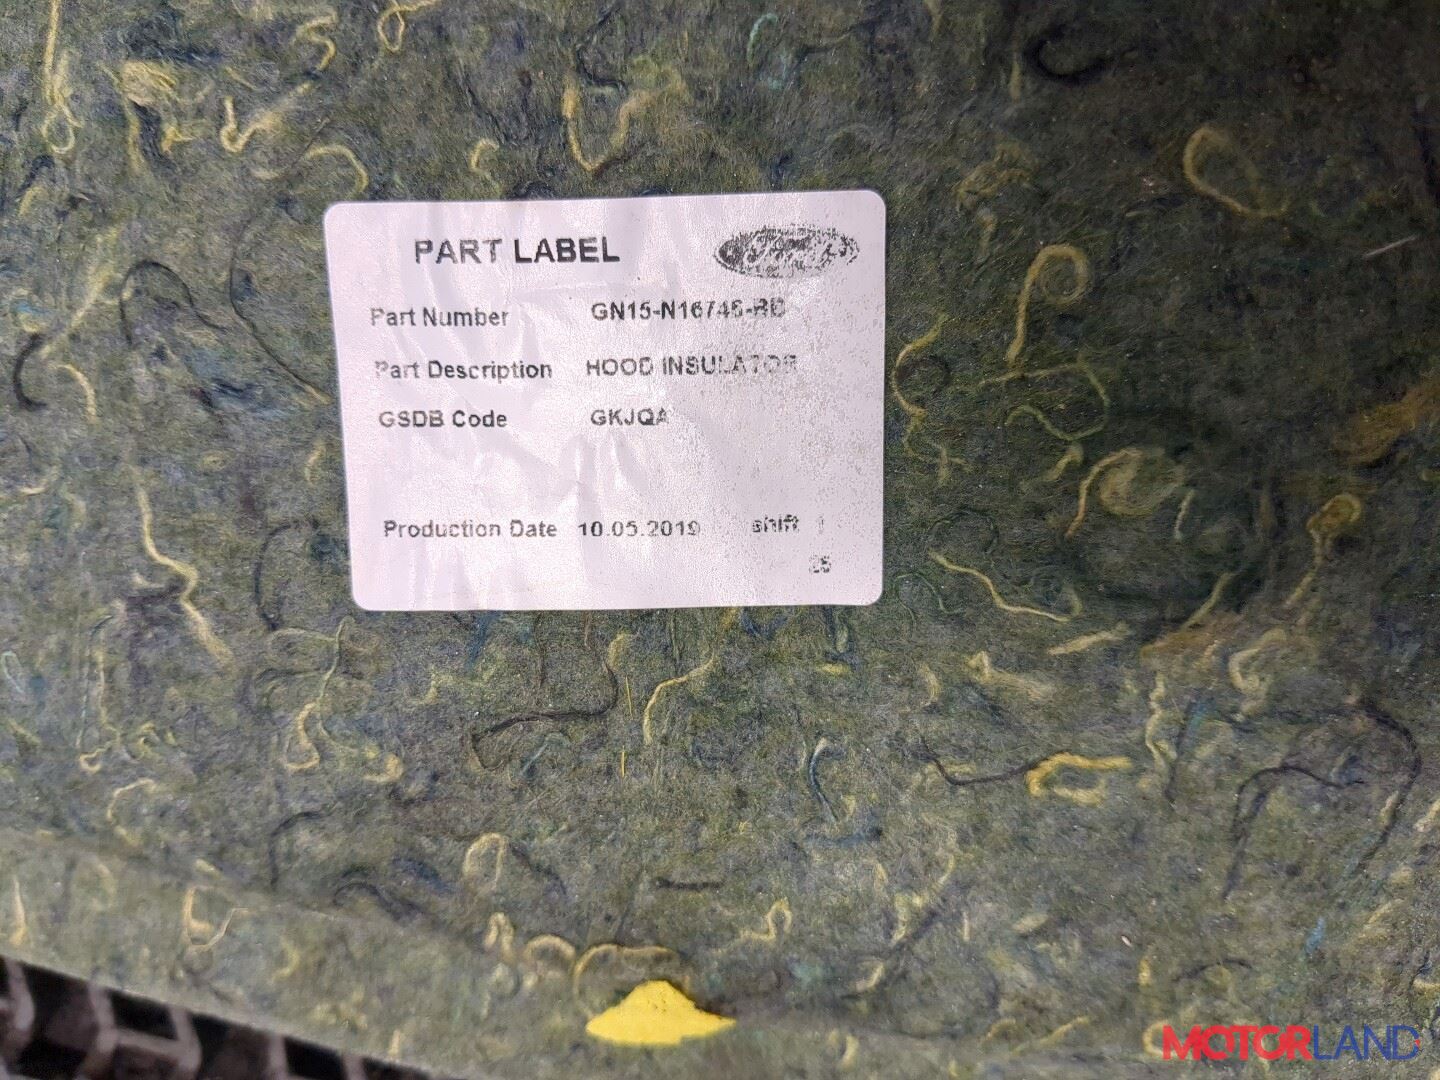 PART LABEL
Ford
Part Number GN15-N16746-BD
Part Description HOOD INSULATOR
GSDB Code GKJQA
Production Date 10.05.2019 shift 1
25
MOTORLAND